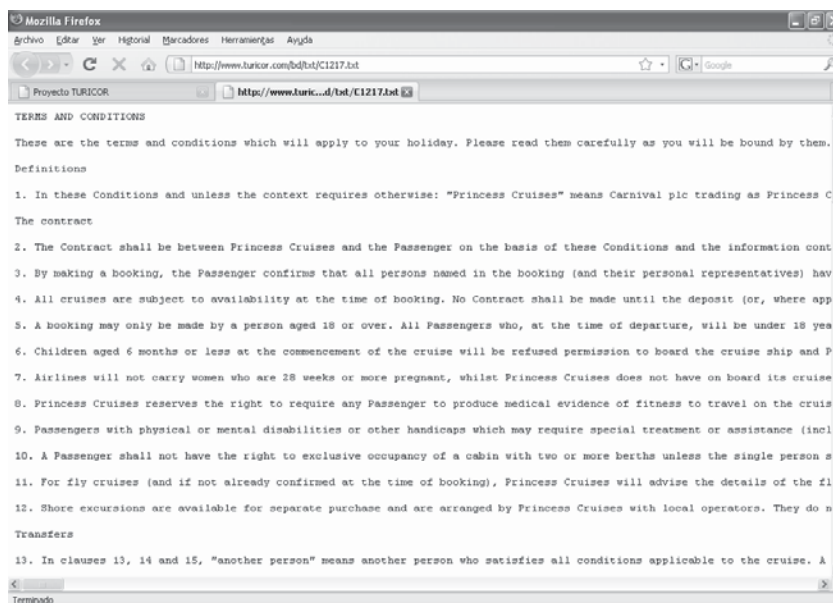 Mozilla Firefox
Archivo Editar Ver Historial Marcadores Herramientas Ayuda
http://www.turicor.com/bd/txt/C1217.txt
G Google
Proyecto TURICOR
http://www.turic...d/txt/C1217.txt
TERMS AND CONDITIONS
These are the terms and conditions which will apply to your holiday. Please read them carefully as you will be bound by them.
Definitions
1. In these Conditions and unless the context requires otherwise: "Princess Cruises" means Carnival plc trading as Princess C
The contract
2. The Contract shall be between Princess Cruises and the Passenger on the basis of these Conditions and the information cont
3. By making a booking, the Passenger confirms that all persons named in the booking (and their personal representatives) hav
4. All cruises are subject to availability at the time of booking. No Contract shall be made until the deposit (or, where app
5. A booking may only be made by a person aged 18 or over. All Passengers who, at the time of departure, will be under 18 yea
6. Children aged 6 months or less at the commencement of the cruise will be refused permission to board the cruise ship and P
7. Airlines will not carry women who are 28 weeks or more pregnant, whilst Princess Cruises does not have on board its cruise
8. Princess Cruises reserves the right to require any Passenger to produce medical evidence of fitness to travel on the cruis
9. Passengers with physical or mental disabilities or other handicaps which may require special treatment or assistance (incl
10. A Passenger shall not have the right to exclusive occupancy of a cabin with two or more berths unless the single person s
11. For fly cruises (and if not already confirmed at the time of booking), Princess Cruises will advise the details of the fl
12. Shore excursions are available for separate purchase and are arranged by Princess Cruises with local operators. They do n
Transfers
13. In clauses 13, 14 and 15, "another person" means another person who satisfies all conditions applicable to the cruise. A
Terminado